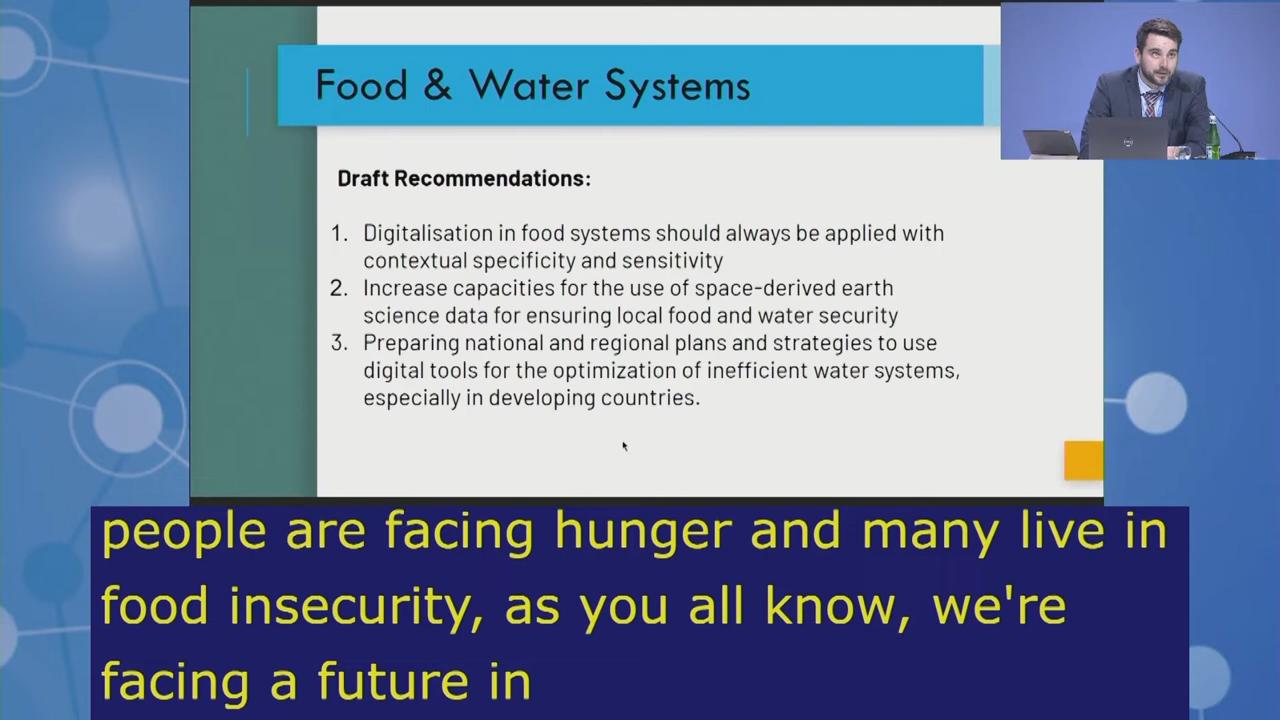 Food & Water Systems
Draft Recommendations:
1. Digitalisation in food systems should always be applied with
contextual specificity and sensitivity
2. Increase capacities for the use of space-derived earth
science data for ensuring local food and water security
3. Preparing national and regional plans and strategies to use
digital tools for the optimization of inefficient water systems,
especially in developing countries.
people are facing hunger and many live in
food insecurity, as you all know, we're
facing a future in